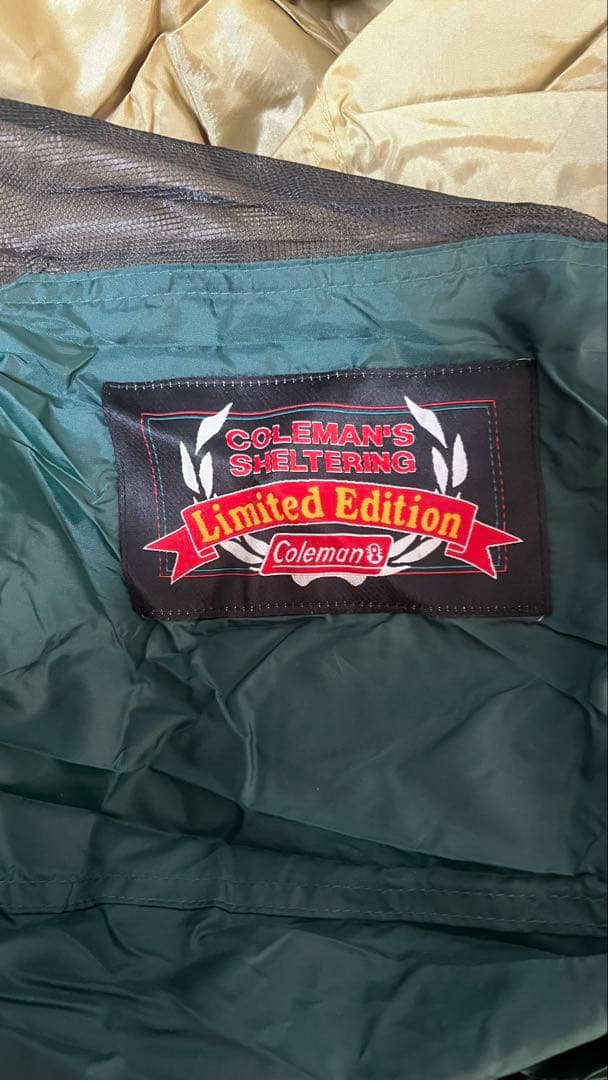 COLEMAN'S
SHELTERING
Limited Edition
Coleman